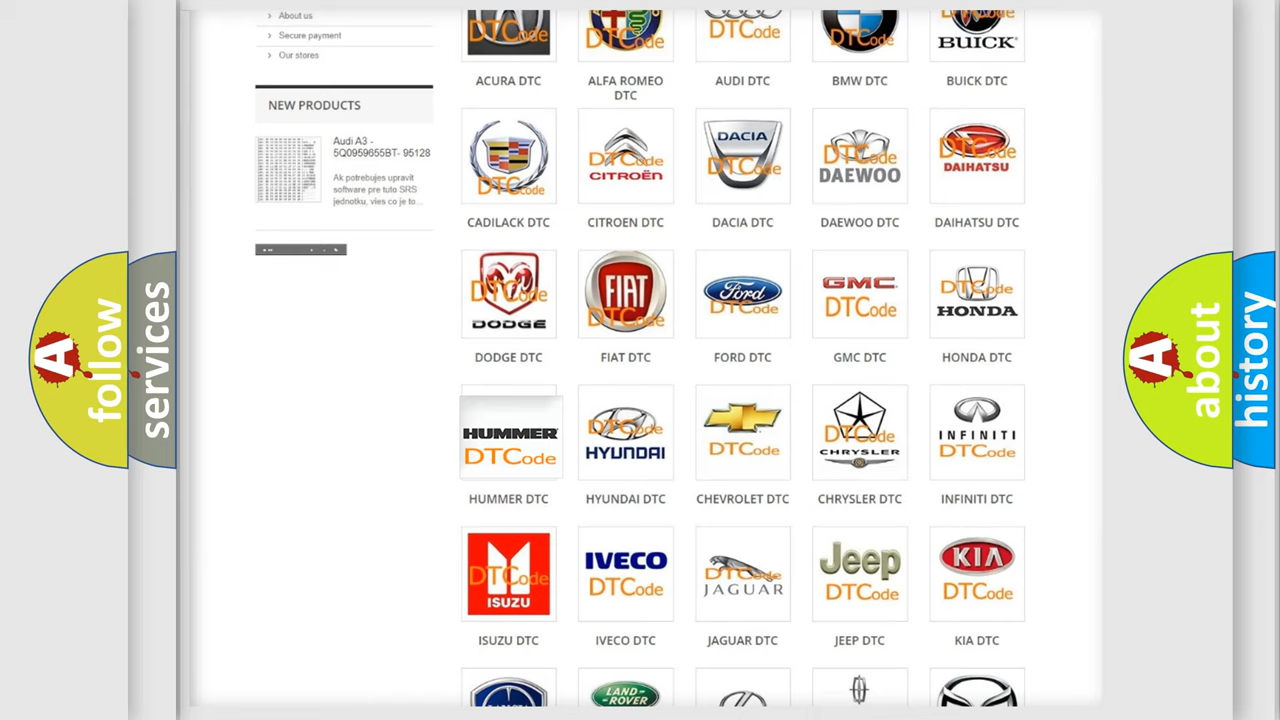 About us
Secure payment
Our stores
NEW PRODUCTS
Audi A3 -
5Q0959655BT- 95128
Ak potrebujes upravit
software pre tuto SRS
jednotku, vies co je to...
DTCode
DTCode
DTCode
DTCode
BUICK
ACURA DTC
ALFA ROMEO
DTC
AUDI DTC
BMW DTC
BUICK DTC
DTCode
DTCode
CITROËN
DACIA
DTCode
DTCode
DAEWOO
DTCode
DAIHATSU
CADILACK DTC
CITROEN DTC
DACIA DTC
DAEWOO DTC
DAIHATSU DTC
DTCode
DODGE
FIAT
DTCode
Ford
DTCode
GMC
DTCode
DTCode
HONDA
DODGE DTC
FIAT DTC
FORD DTC
GMC DTC
HONDA DTC
HUMMER
DTCode
DTCode
HYUNDAI
DTCode
DTCode
CHRYSLER
INFINITI
DTCode
HUMMER DTC
HYUNDAI DTC
CHEVROLET DTC
CHRYSLER DTC
INFINITI DTC
DTCode
ISUZU
IVECO
DTCode
DTCode
JAGUAR
Jeep
DTCode
KIA
DTCode
ISUZU DTC
IVECO DTC
JAGUAR DTC
JEEP DTC
KIA DTC
LAND-
ROVER
A follow
services
A about
history